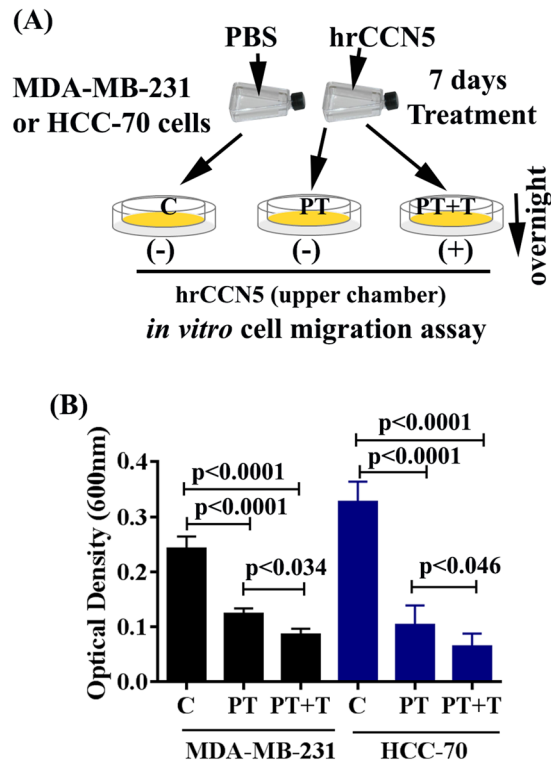 (A)
PBS hrCCN5
MDA-MB-231 7 days
or HCC-70 cells Treatment
C PT PT+T
(-) (-) (+)
overnight
hrCCN5 (upper chamber)
in vitro cell migration assay
(B)
Optical Density (600nm)
p<0.0001
0.4 p<0.0001 p<0.0001
p<0.0001
0.3
p<0.034 p<0.046
0.2
0.1
0.0
C PT PT+T C PT PT+T
MDA-MB-231 HCC-70